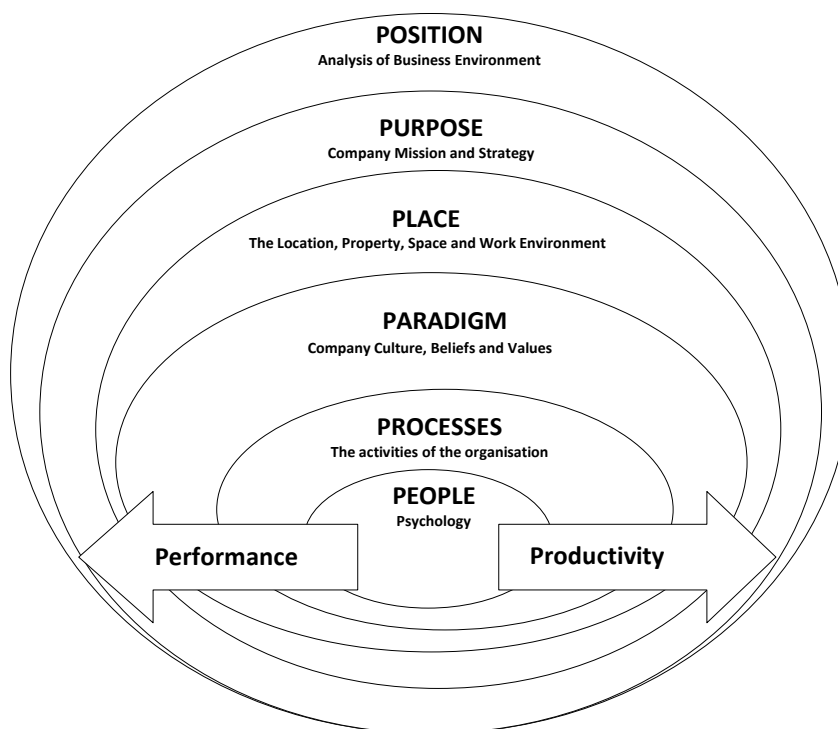 POSITION
Analysis of Business Environment
PURPOSE
Company Mission and Strategy
PLACE
The Location, Property, Space and Work Environment
PARADIGM
Company Culture, Beliefs and Values
PROCESSES
The activities of the organisation
PEOPLE
Psychology
Performance
Productivity